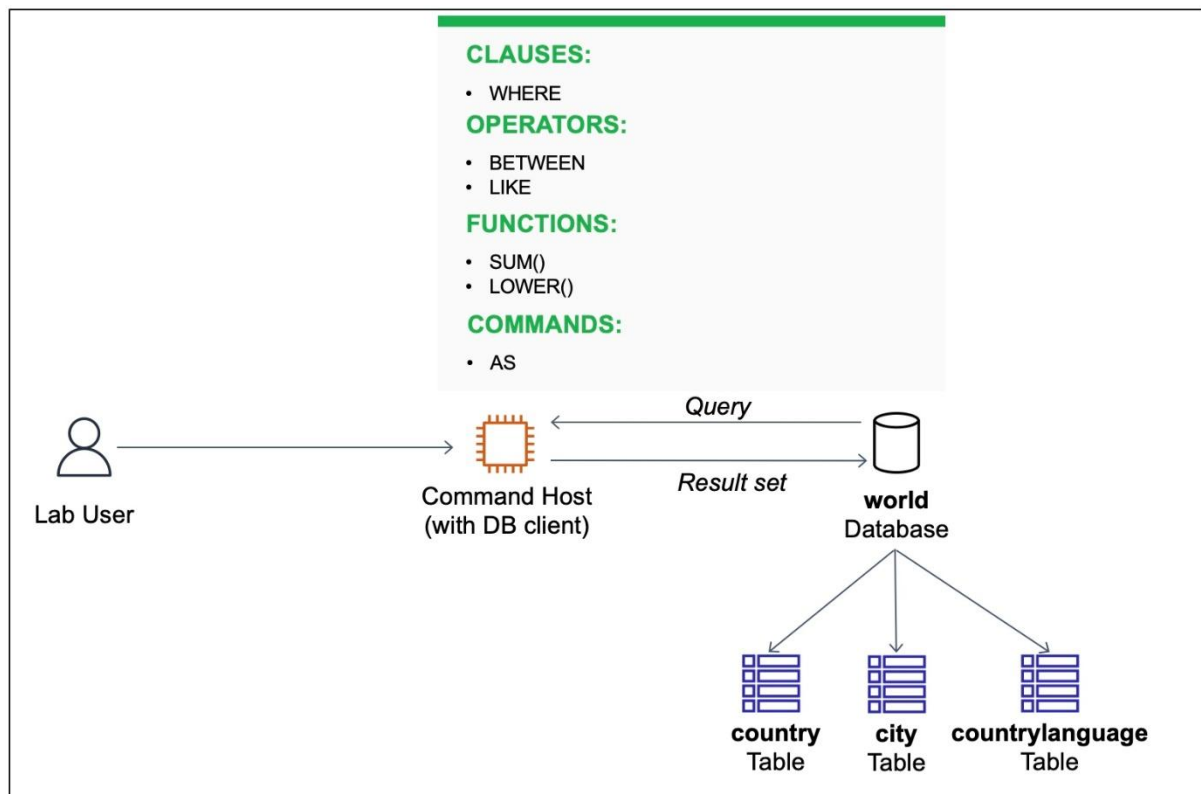 CLAUSES:
• WHERE
OPERATORS:
• BETWEEN
• LIKE
FUNCTIONS:
• SUM()
• LOWER()
COMMANDS:
• AS
Query
Result set
Lab User
Command Host
(with DB client)
world
Database
country
Table
city
Table
countrylanguage
Table